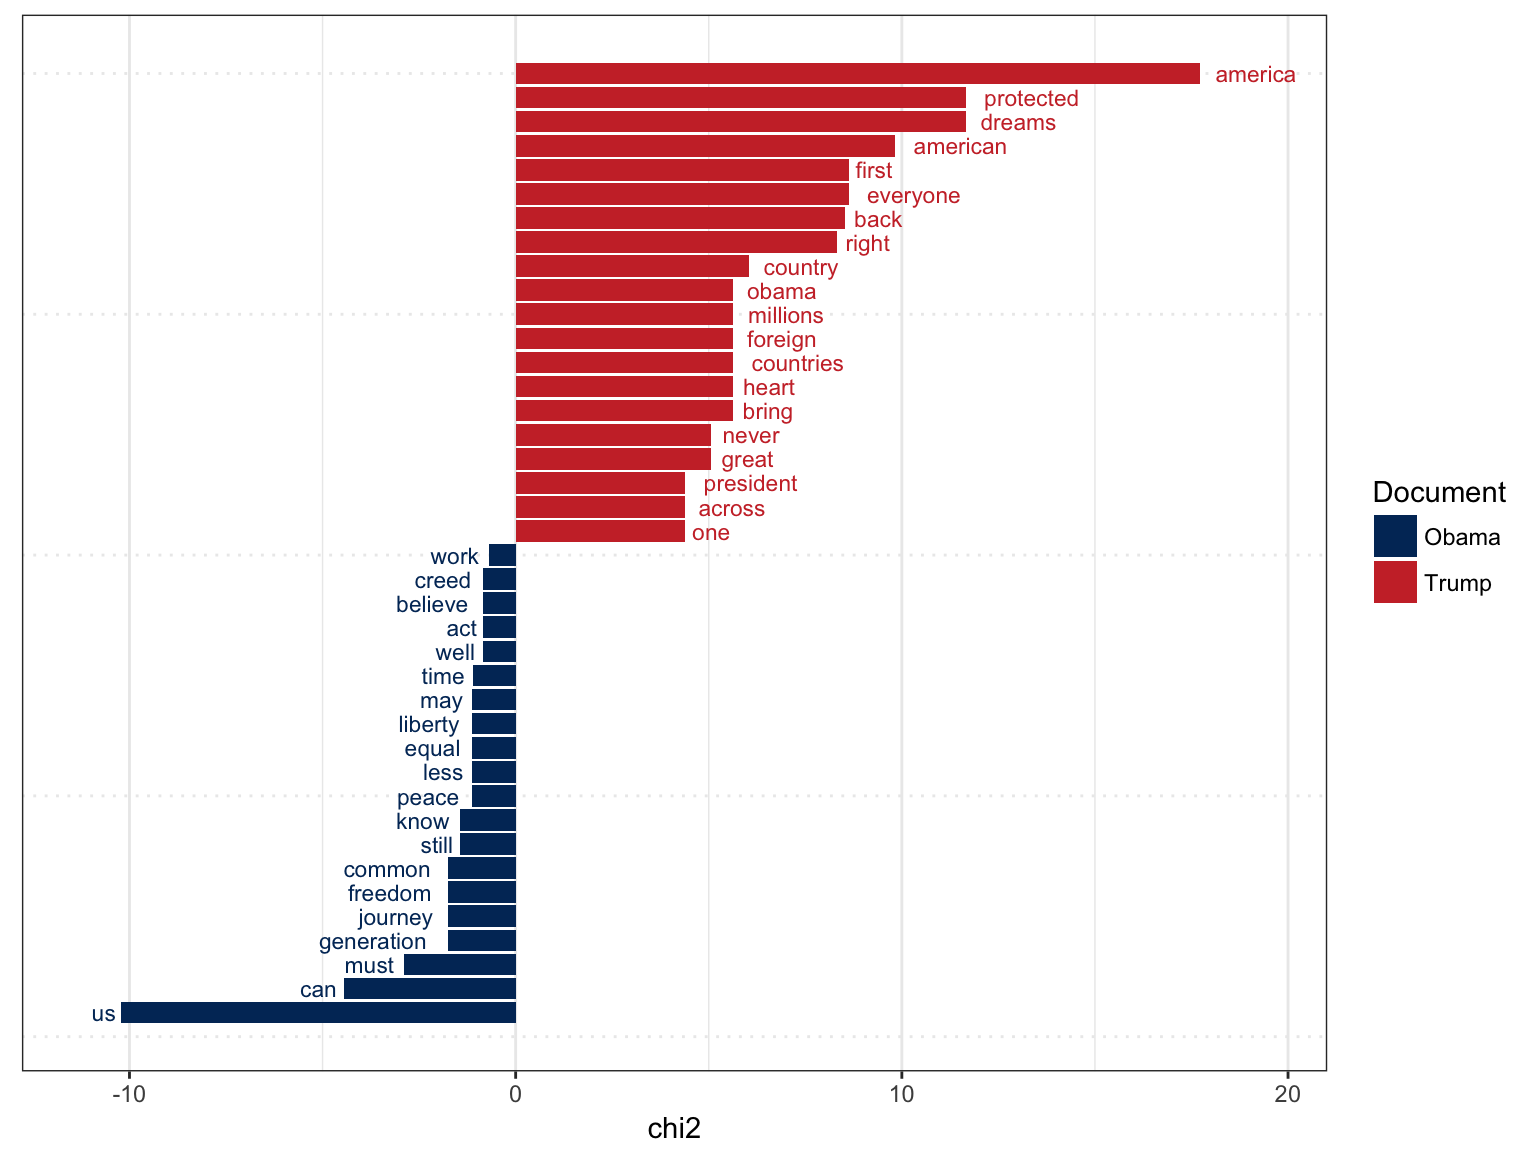 america
protected
dreams
american
first
everyone
back
right
country
obama
millions
foreign
countries
heart
bring
never
great
president
across
one
work
creed
believe
act
well
time
may
liberty
equal
less
peace
know
still
common
freedom
journey
generation
must
can
us
-10 0 10 20
chi2
Document
Obama
Trump